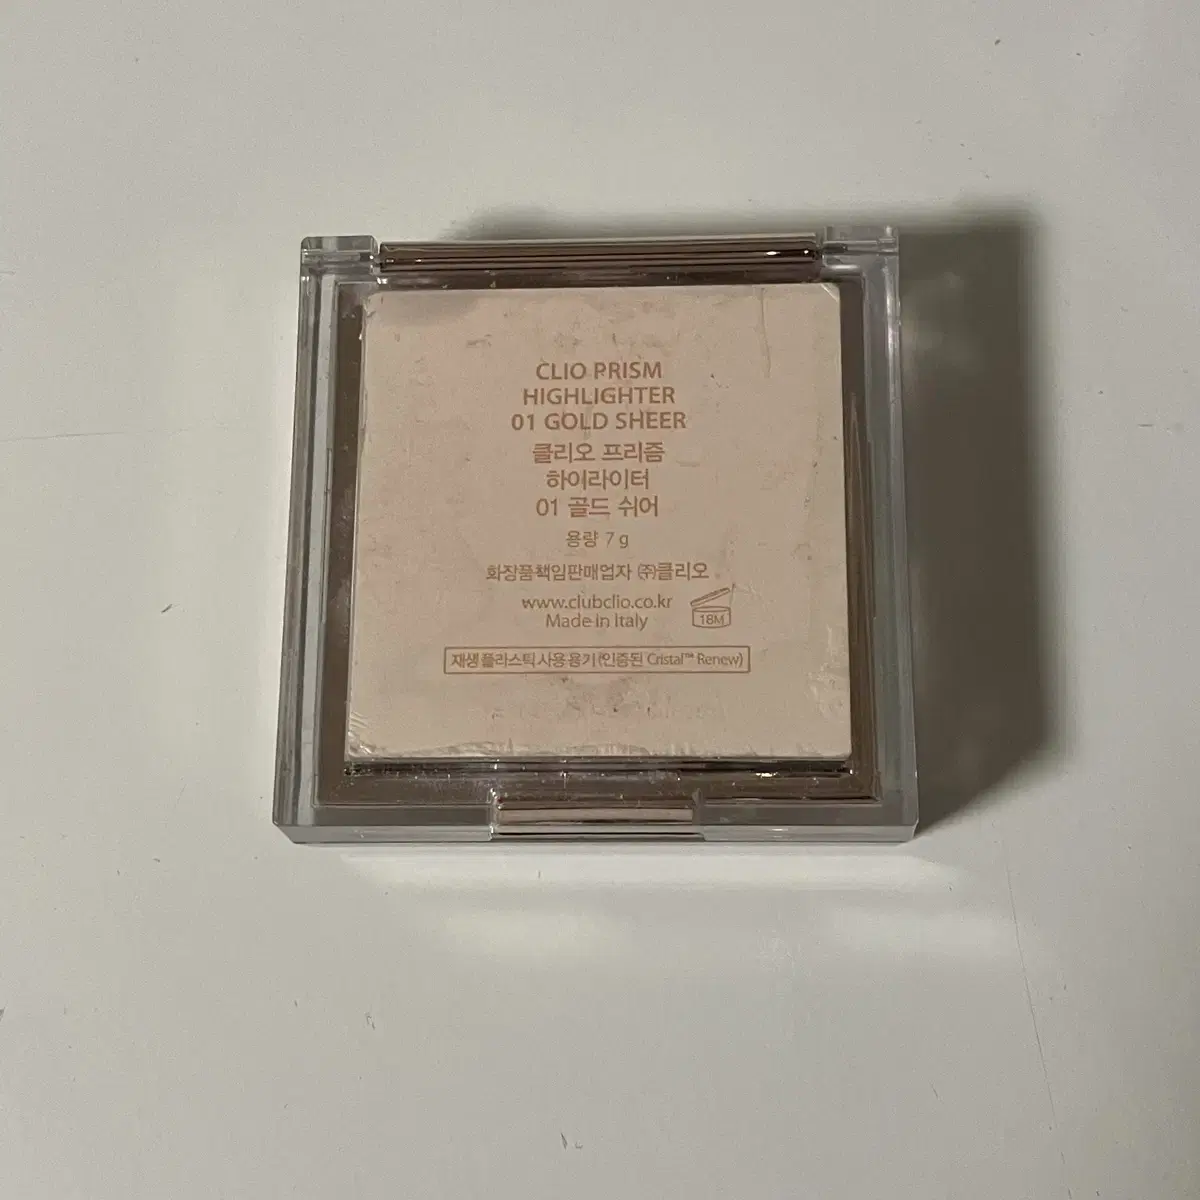 CLIO PRISM
HIGHLIGHTER
01 GOLD SHEER
클리오 프리즘
하이라이터
01 골드 쉬어
용량 7 g
화장품책임판매업자 ㈜클리오
www.clubclio.co.kr
Made in Italy
18M
재생 플라스틱 사용 용기 (인증된 Cristal™ Renew)